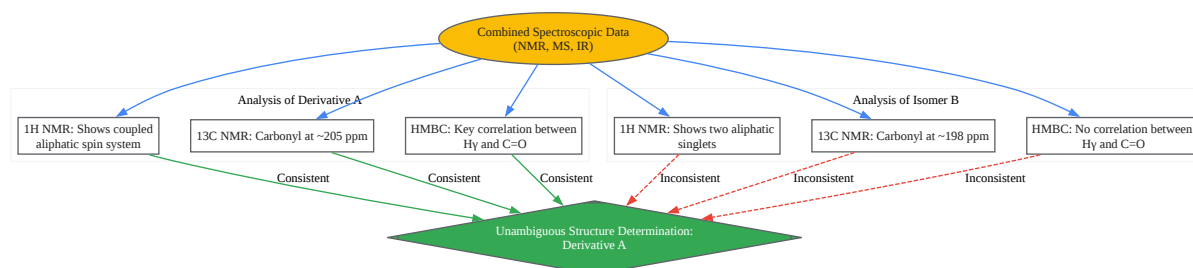 Combined Spectroscopic Data
(NMR, MS, IR)
Analysis of Derivative A
Analysis of Isomer B
1H NMR: Shows coupled
aliphatic spin system
13C NMR: Carbonyl at ~205 ppm
HMBC: Key correlation between
Hγ and C=O
1H NMR: Shows two aliphatic
singlets
13C NMR: Carbonyl at ~198 ppm
HMBC: No correlation between
Hγ and C=O
Consistent
Consistent
Consistent
Inconsistent
Inconsistent
Inconsistent
Unambiguous Structure Determination:
Derivative A